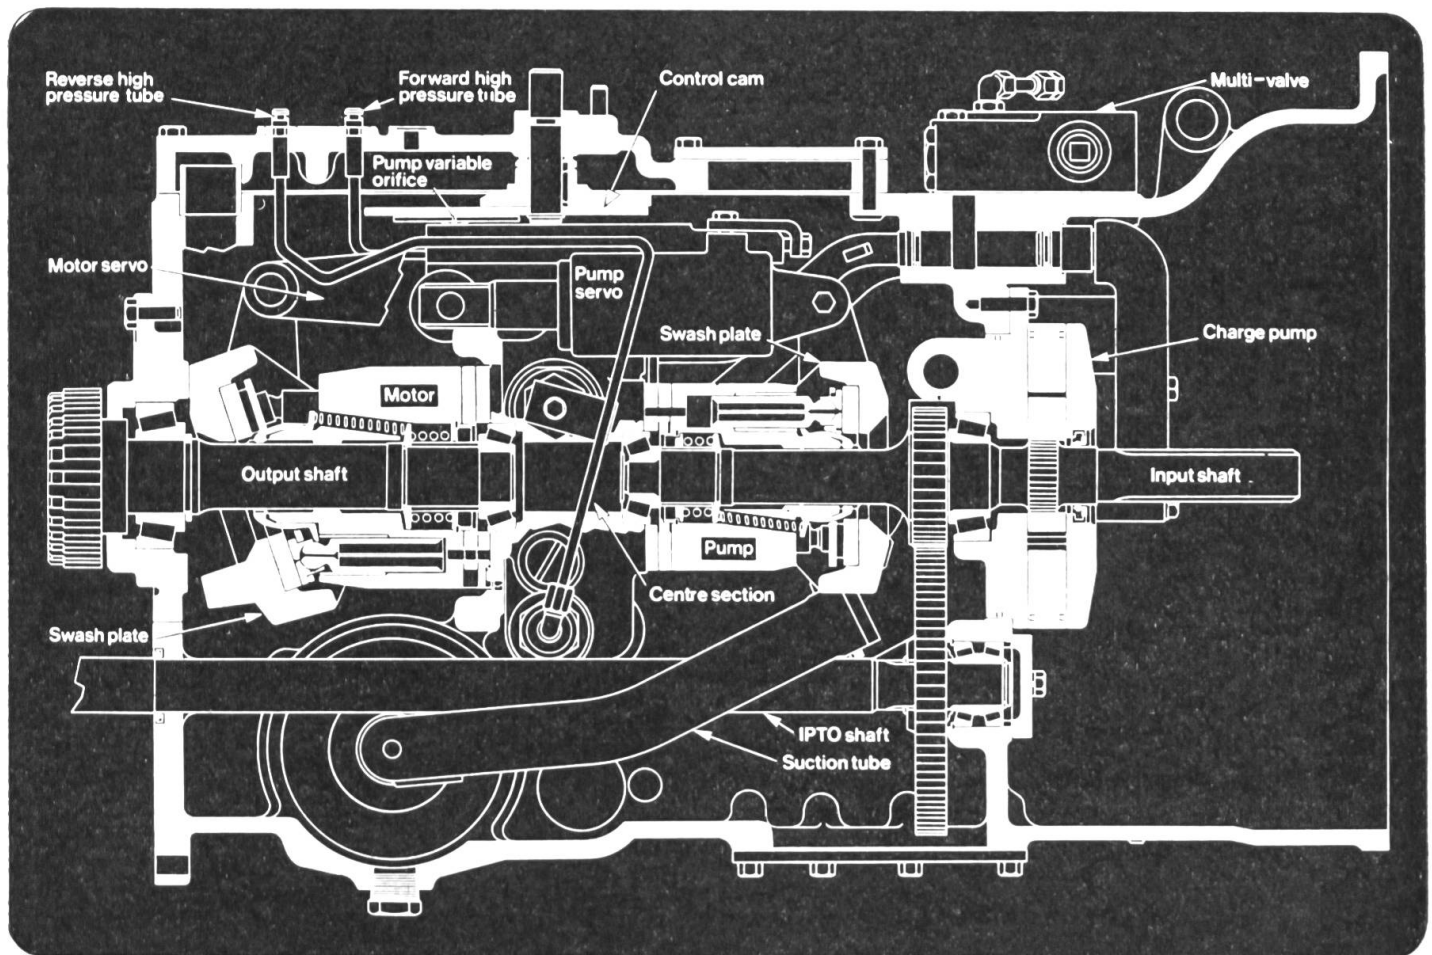 Reverse high
pressure tube
Forward high
pressure tube
Control cam
Multi-valve
Pump variable
orifice
Motor servo
Pump
servo
Swash plate
Charge pump
Motor
Output shaft
Input shaft
Pump
Centre section
Swash plate
IPTO shaft
Suction tube